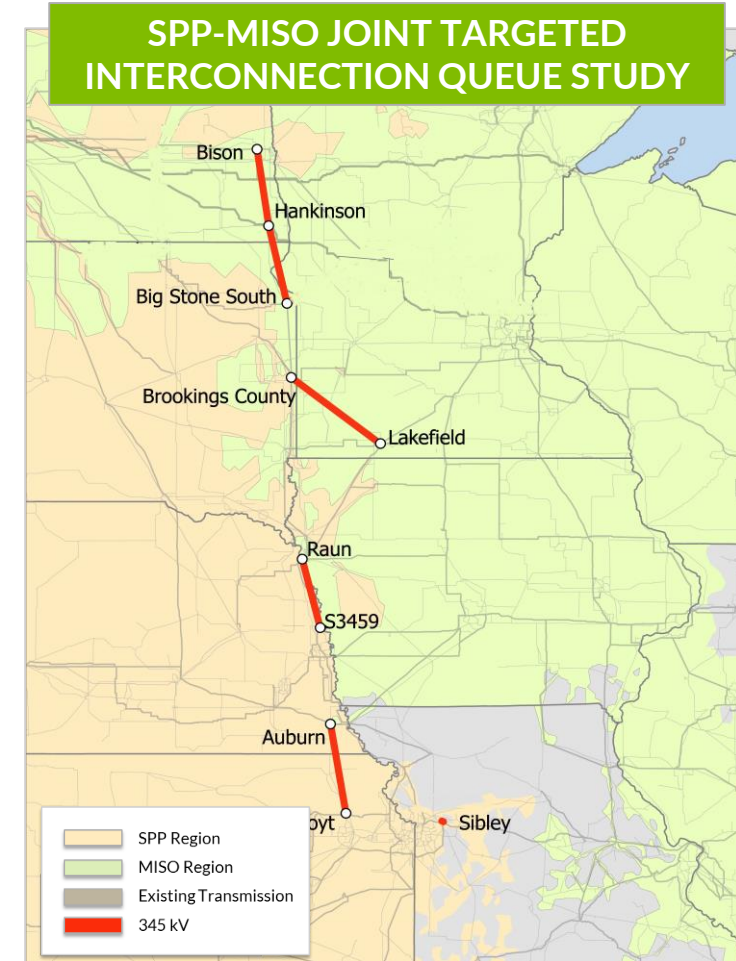 SPP-MISO JOINT TARGETED
INTERCONNECTION QUEUE STUDY
Bison
Hankinson
Big Stone South
Brookings County
Lakefield
Raun
S3459
Auburn
oyt
Sibley
SPP Region
MISO Region
Existing Transmission
345 kV